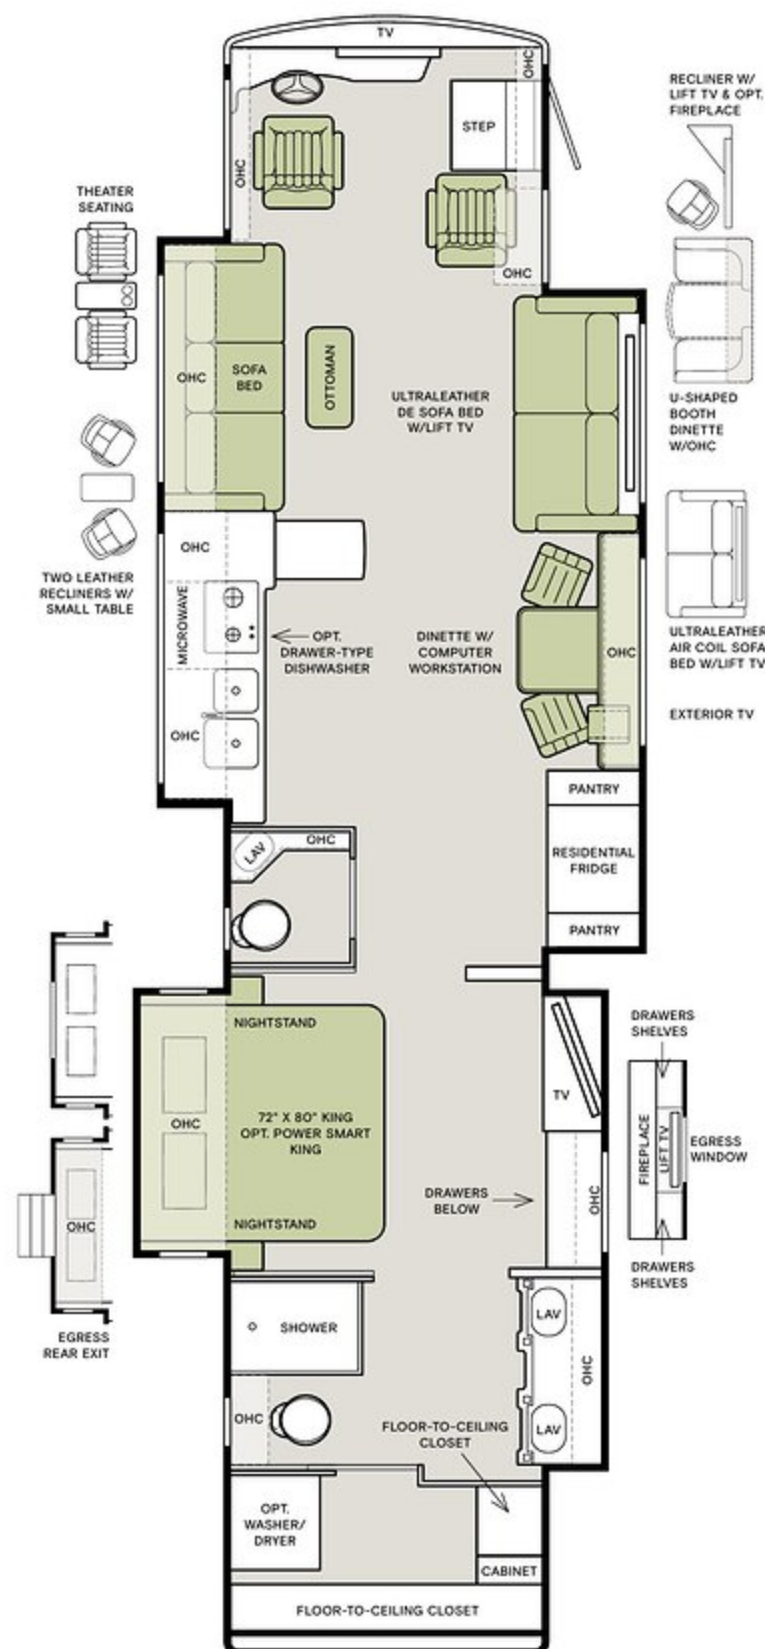 TV
OHC
RECLINER W/
LIFT TV & OPT.
FIREPLACE
STEP
OHC
THEATER
SEATING
OHC
OHC
SOFA
BED
OTTOMAN
ULTRALEATHER
DE SOFA BED
W/LIFT TV
U-SHAPED
BOOTH
DINETTE
W/OHC
TWO LEATHER
RECLINERS W/
SMALL TABLE
OHC
MICROWAVE
OPT.
DRAWER-TYPE
DISHWASHER
DINETTE W/
COMPUTER
WORKSTATION
OHC
ULTRALEATHER
AIR COIL SOFA
BED W/LIFT TV
OHC
EXTERIOR TV
PANTRY
LAV
OHC
RESIDENTIAL
FRIDGE
PANTRY
NIGHTSTAND
DRAWERS
SHELVES
TV
OHC
72" X 80" KING
OPT. POWER SMART
KING
FIREPLACE
LIFT TV
EGRESS
WINDOW
DRAWERS
BELOW
OHC
OHC
NIGHTSTAND
DRAWERS
SHELVES
EGRESS
REAR EXIT
SHOWER
LAV
OHC
OHC
LAV
FLOOR-TO-CEILING
CLOSET
OPT.
WASHER/
DRYER
CABINET
FLOOR-TO-CEILING CLOSET